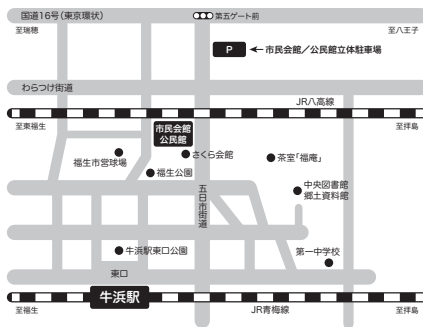 国道16号(東京環状)
第五ゲート前
至瑞穂
至八王子
P
市民会館／公民館立体駐車場
わらつけ街道
JR八高線
至東福生
至拝島
市民会館
公民館
さくら会館
茶室「福庵」
福生市営球場
福生公園
中央図書館
郷土資料館
五日市街道
牛浜駅東口公園
第一中学校
東口
牛浜駅
至福生
JR青梅線
至拝島